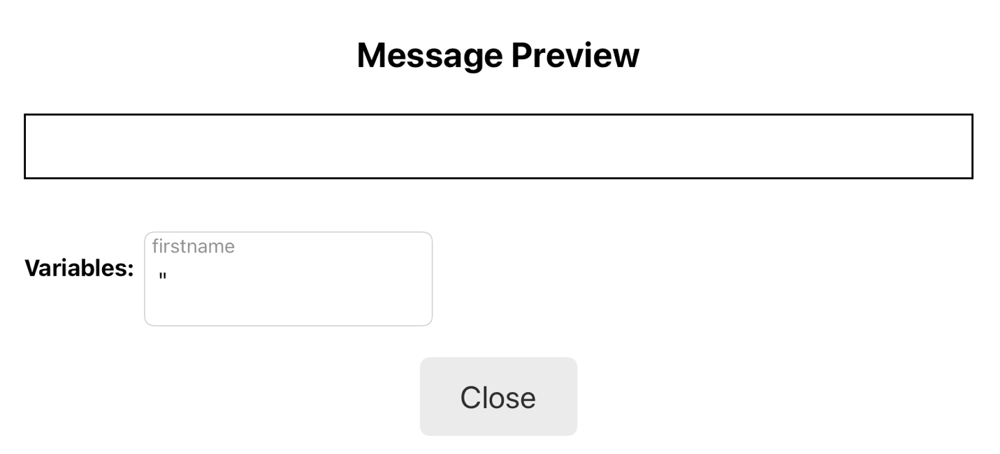 Message Preview
Variables:
firstname
"
Close